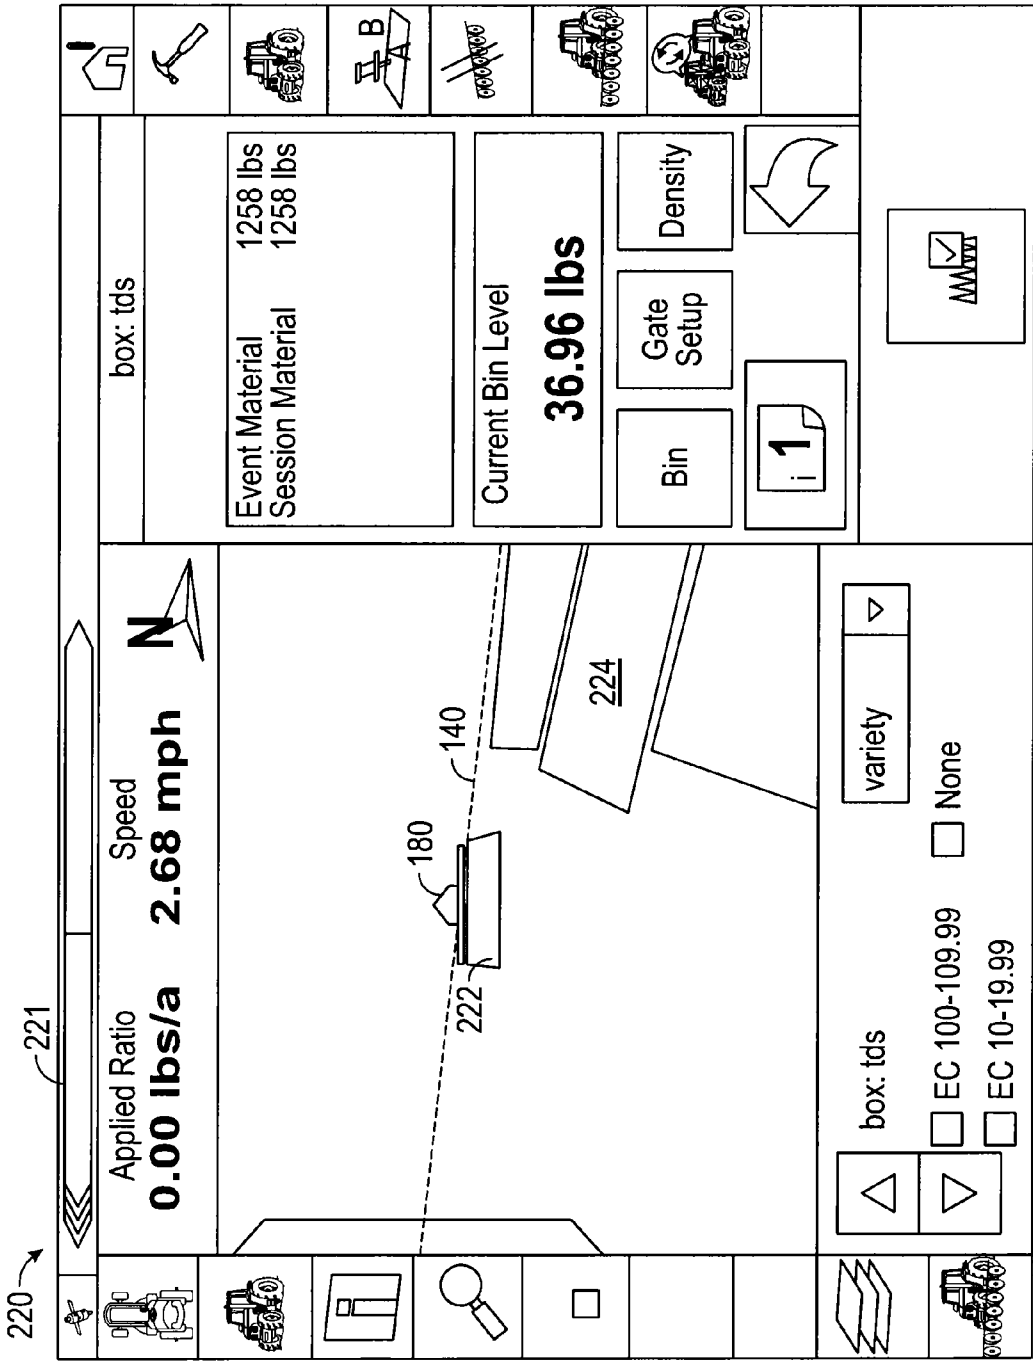 220
221
Applied Ratio
0.00 lbs/a
Speed
2.68 mph
N
box: tds
Event Material 1258 lbs
Session Material 1258 lbs
A B
Current Bin Level
36.96 lbs
Bin
Gate
Setup
Density
i 1
i
140
180
222
224
box: tds
variety
EC 100-109.99
None
EC 10-19.99